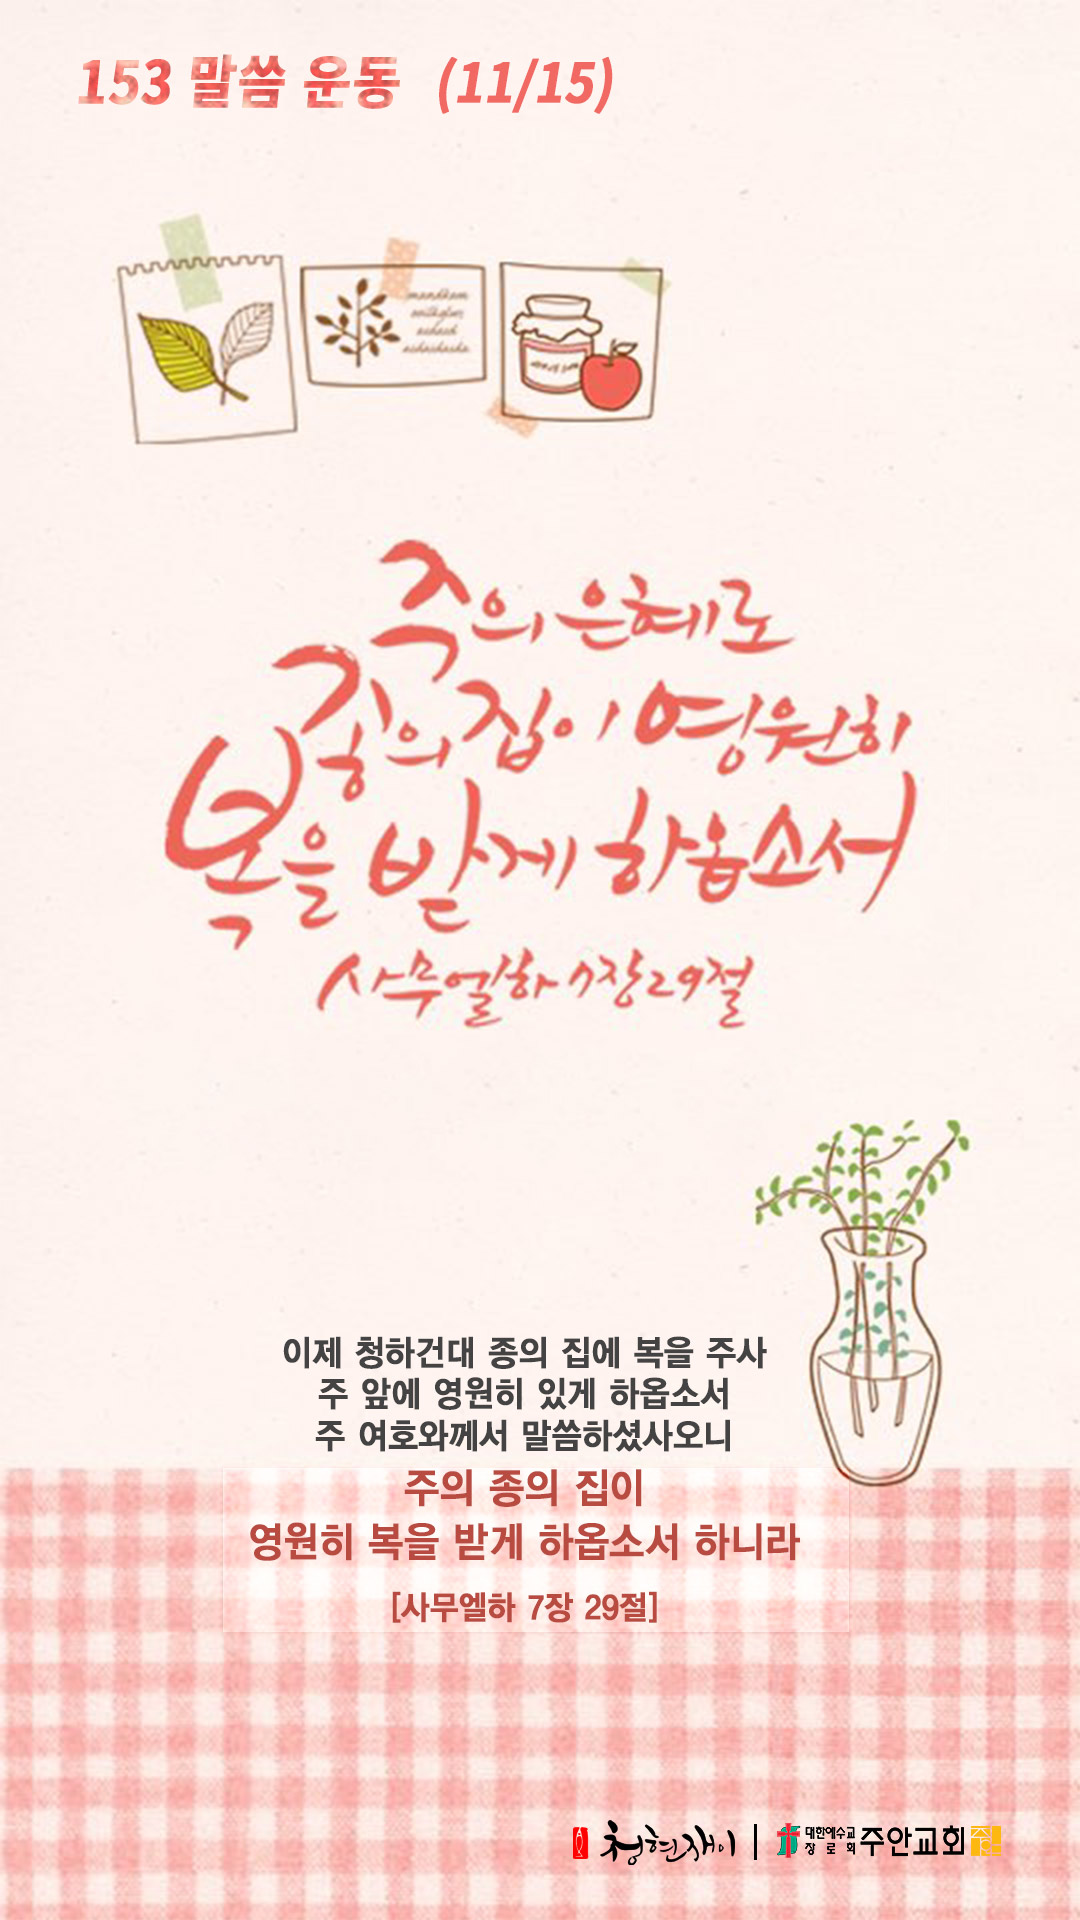 153 말씀 운동 (11/15)
주의 은혜로
종의 집이 영원히
복을 받게 하옵소서
사무엘하 7장 29절
이제 청하건대 종의 집에 복을 주사
주 앞에 영원히 있게 하옵소서
주 여호와께서 말씀하셨사오니
주의 종의 집이
영원히 복을 받게 하옵소서 하니라
[사무엘하 7장 29절]
청현재이
대한예수교
장로회
주안교회